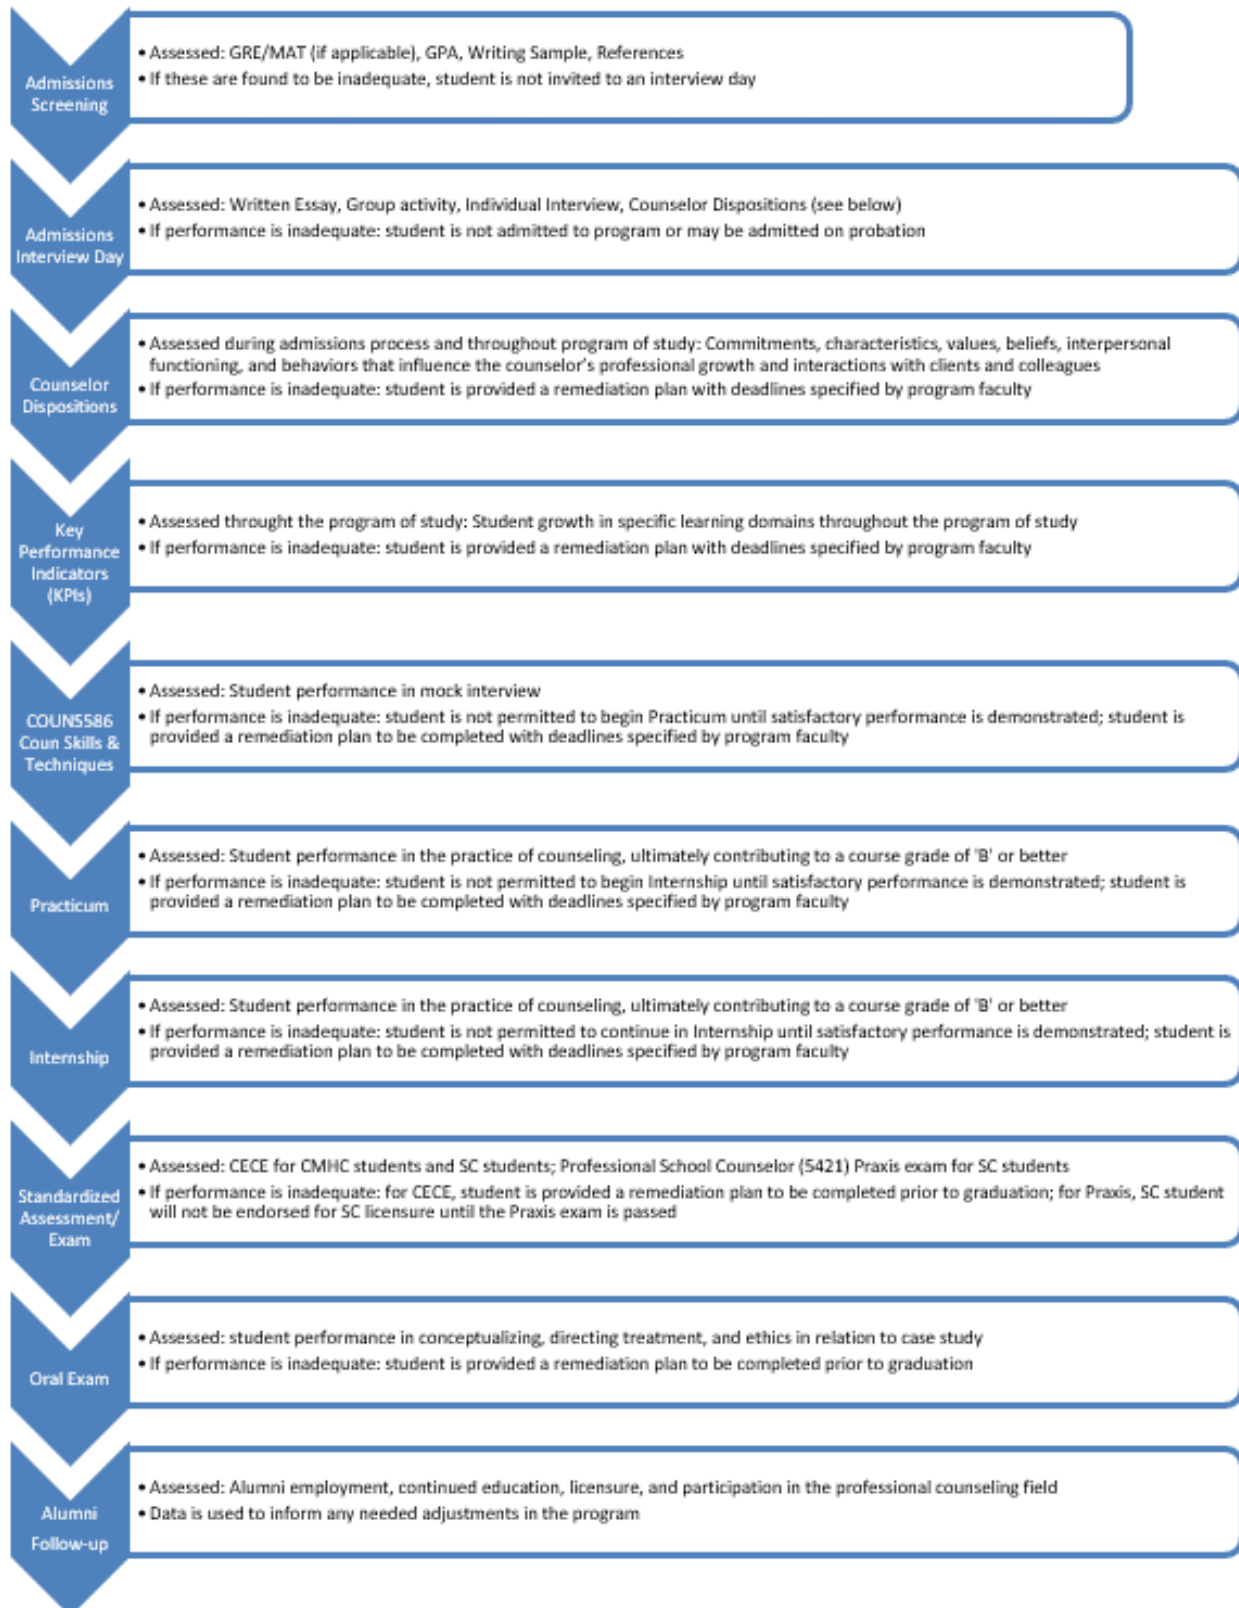 Admissions
Screening
• Assessed: GRE/MAT (if applicable), GPA, Writing Sample, References
• If these are found to be inadequate, student is not invited to an interview day
Admissions
Interview Day
• Assessed: Written Essay, Group activity, Individual Interview, Counselor Dispositions (see below)
• If performance is inadequate: student is not admitted to program or may be admitted on probation
Counselor
Dispositions
• Assessed during admissions process and throughout program of study: Commitments, characteristics, values, beliefs, interpersonal
functioning, and behaviors that influence the counselor's professional growth and interactions with clients and colleagues
• If performance is inadequate: student is provided a remediation plan with deadlines specified by program faculty
Key
Performance
Indicators
(KPIs)
• Assessed throught the program of study: Student growth in specific learning domains throughout the program of study
• If performance is inadequate: student is provided a remediation plan with deadlines specified by program faculty
COUN5586
Coun Skills &
Techniques
• Assessed: Student performance in mock interview
• If performance is inadequate: student is not permitted to begin Practicum until satisfactory performance is demonstrated; student is
provided a remediation plan to be completed with deadlines specified by program faculty
Practicum
• Assessed: Student performance in the practice of counseling, ultimately contributing to a course grade of 'B' or better
• If performance is inadequate: student is not permitted to begin Internship until satisfactory performance is demonstrated; student is
provided a remediation plan to be completed with deadlines specified by program faculty
Internship
• Assessed: Student performance in the practice of counseling, ultimately contributing to a course grade of 'B' or better
• If performance is inadequate: student is not permitted to continue in Internship until satisfactory performance is demonstrated; student is
provided a remediation plan to be completed with deadlines specified by program faculty
Standardized
Assessment/
Exam
• Assessed: CECE for CMHC students and SC students; Professional School Counselor (5421) Praxis exam for SC students
• If performance is inadequate: for CECE, student is provided a remediation plan to be completed prior to graduation; for Praxis, SC student
will not be endorsed for SC licensure until the Praxis exam is passed
Oral Exam
• Assessed: student performance in conceptualizing, directing treatment, and ethics in relation to case study
• If performance is inadequate: student is provided a remediation plan to be completed prior to graduation
Alumni
Follow-up
• Assessed: Alumni employment, continued education, licensure, and participation in the professional counseling field
• Data is used to inform any needed adjustments in the program